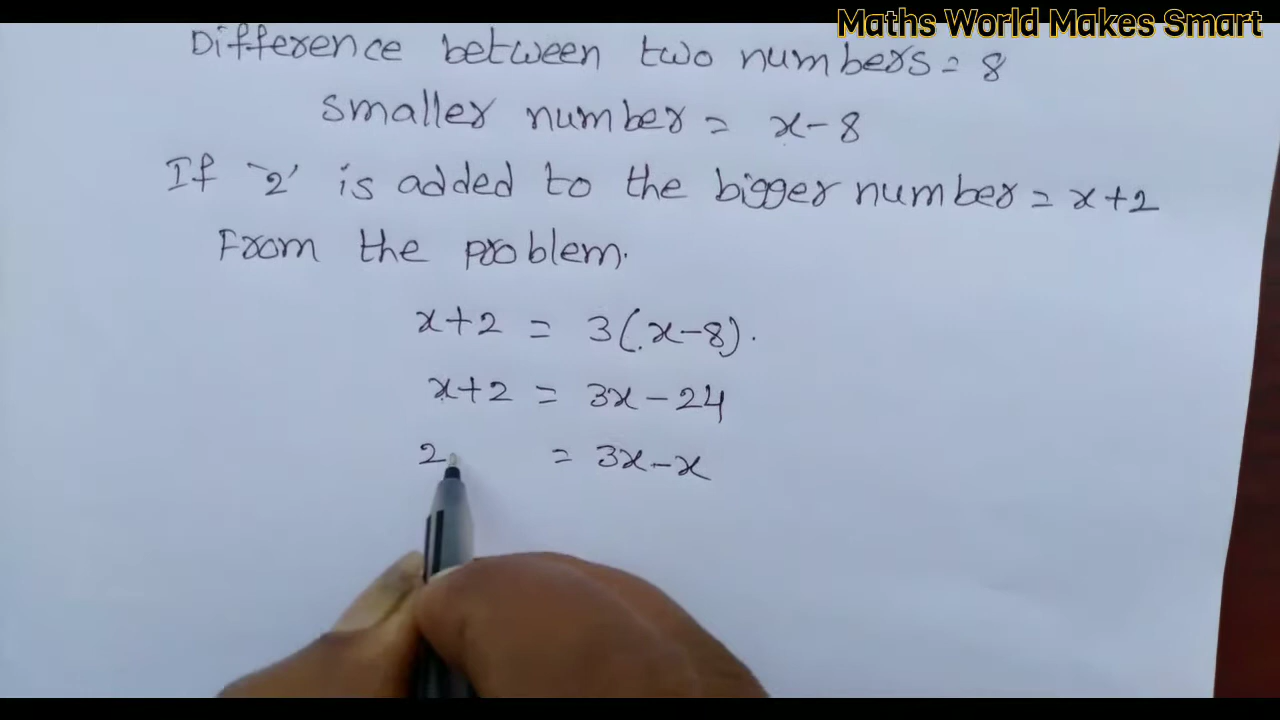 Maths World Makes Smart
Difference between two numbers = 8
smaller number = x-8
If '2' is added to the bigger number = x+2
From the problem.
x+2 = 3(x-8).
x+2 = 3x-24
2 = 3x-x